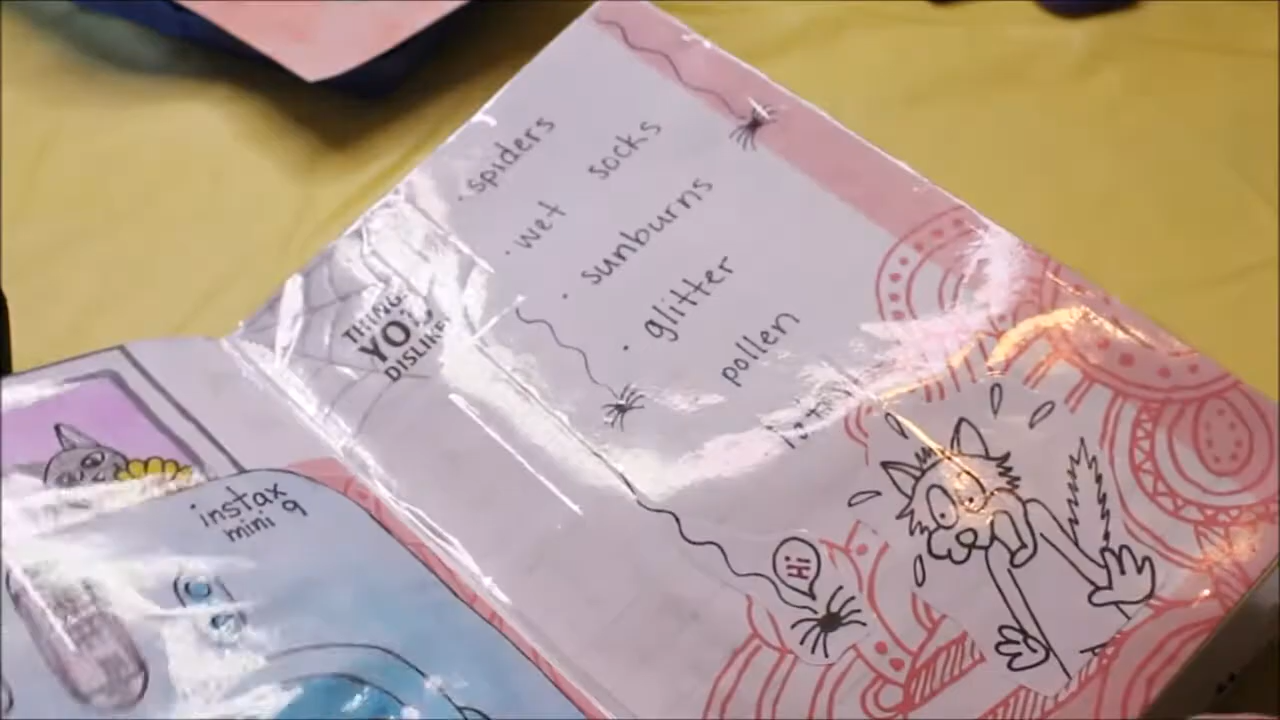 THINGS
YOU
DISLIKE
· spiders
· wet socks
· sunburns
· glitter
pollen
Hi
instax
mini 9